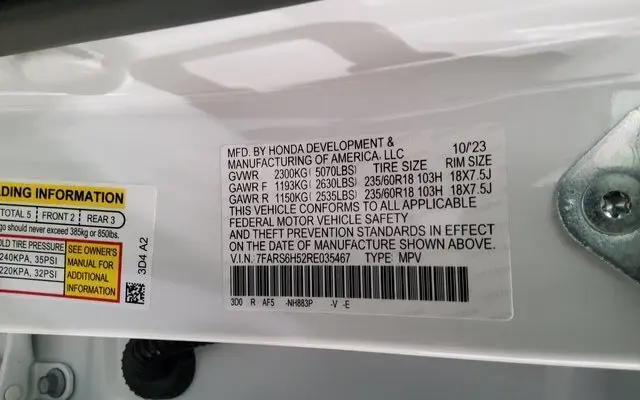 ADING INFORMATION
TOTAL 5 FRONT 2 REAR 3
go should never exceed 385kg or 850lbs.
OLD TIRE PRESSURE
240KPA, 35PSI
220KPA, 32PSI
SEE OWNER'S
MANUAL FOR
ADDITIONAL
INFORMATION
3D4 A2
MFD. BY HONDA DEVELOPMENT & 10/'23
MANUFACTURING OF AMERICA, LLC
GVWR 2300KG( 5070LBS) TIRE SIZE RIM SIZE
GAWR F 1193KG( 2630LBS) 235/60R18 103H 18X7.5J
GAWR R 1150KG( 2535LBS) 235/60R18 103H 18X7.5J
THIS VEHICLE CONFORMS TO ALL APPLICABLE
FEDERAL MOTOR VEHICLE SAFETY
AND THEFT PREVENTION STANDARDS IN EFFECT
ON THE DATE OF MANUFACTURE SHOWN ABOVE.
V.I.N: 7FARS6H52RE035467 TYPE: MPV
3D0 R AF5 -NH883P -V -E